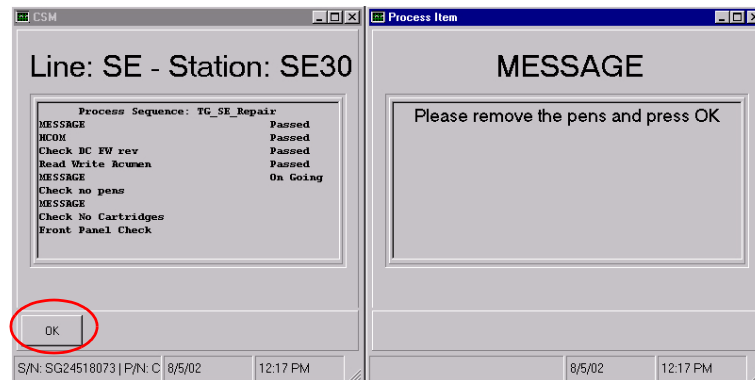 CSM
Line: SE - Station: SE30
Process Sequence: TG_SE_Repair
MESSAGE Passed
HCOM Passed
Check DC FW rev Passed
Read Write Acumen Passed
MESSAGE On Going
Check no pens
MESSAGE
Check No Cartridges
Front Panel Check
OK
S/N: SG24518073 | P/N: C 8/5/02 12:17 PM
Process Item
MESSAGE
Please remove the pens and press OK
8/5/02 12:17 PM